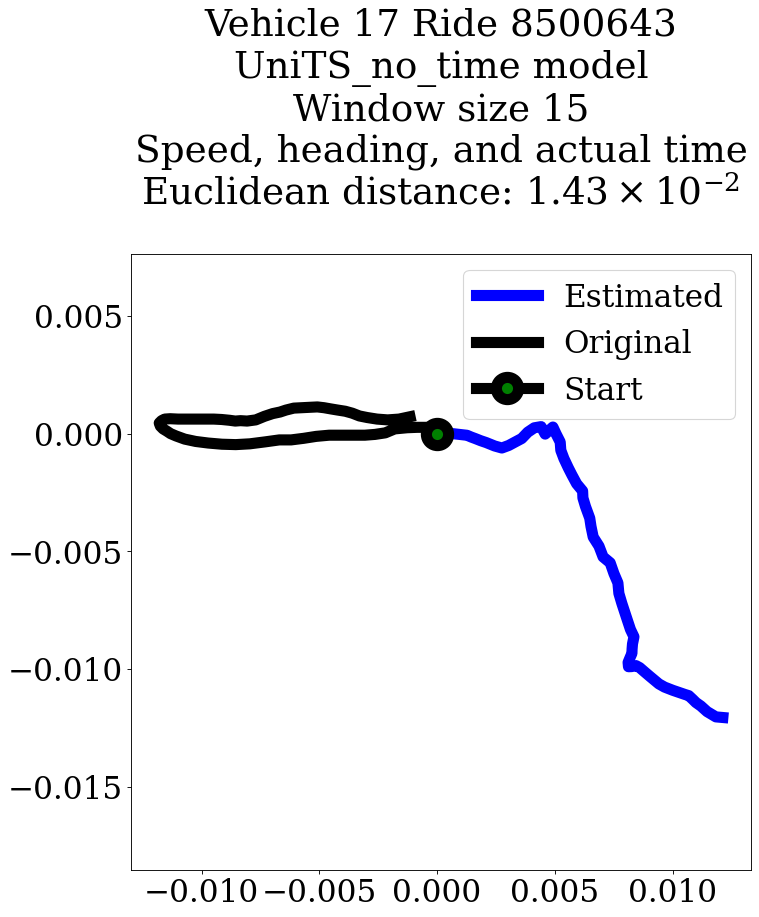 Vehicle 17 Ride 8500643
UniTS_no_time model
Window size 15
Speed, heading, and actual time
Euclidean distance: 1.43 × 10⁻²
Estimated
Original
Start
0.005
0.000
−0.005
−0.010
−0.015
−0.010 −0.005 0.000 0.005 0.010